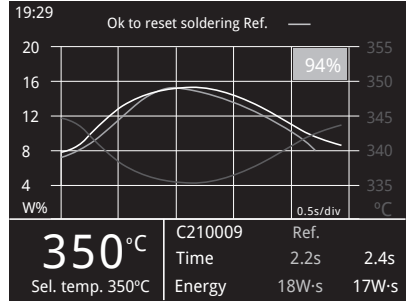 19:29
Ok to reset soldering Ref.
20
355
94%
16
350
12
345
8
340
4
335
W%
0.5s/div
°C
350°C
Sel. temp. 350ºC
C210009
Ref.
Time
2.2s
2.4s
Energy
18W·s
17W·s